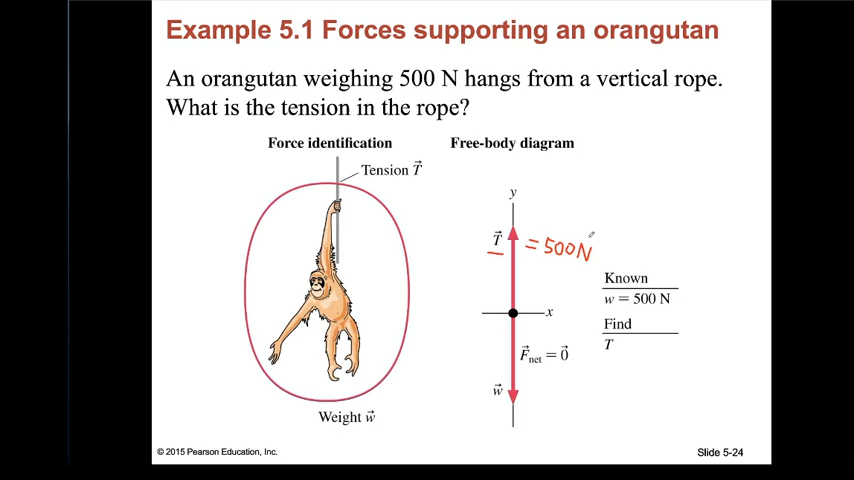 Example 5.1 Forces supporting an orangutan
An orangutan weighing 500 N hangs from a vertical rope.
What is the tension in the rope?
Force identification
Free-body diagram
Tension T⃗
y
T⃗ = 500N
x
F⃗net = 0⃗
w⃗
Known
w = 500 N
Find
T
Weight w⃗
© 2015 Pearson Education, Inc.
Slide 5-24